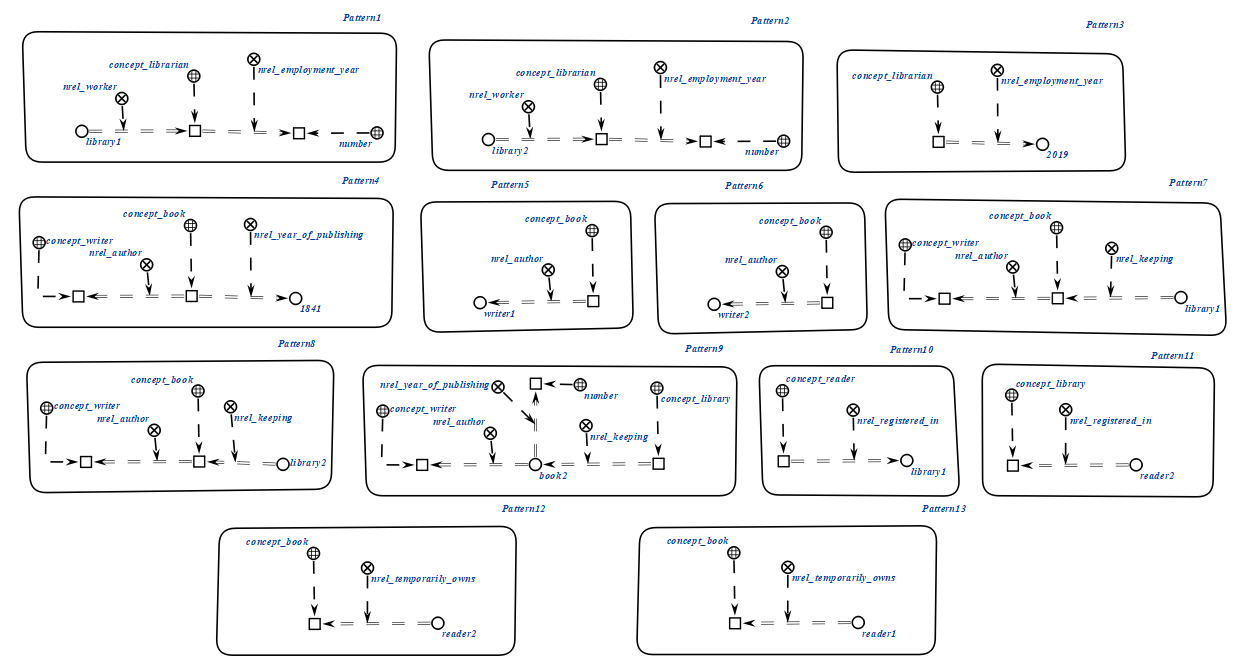 Pattern1
concept_librarian
nrel_employment_year
nrel_worker
library1
number
Pattern2
concept_librarian
nrel_employment_year
nrel_worker
library2
number
Pattern3
concept_librarian
nrel_employment_year
2019
Pattern4
concept_book
concept_writer
nrel_year_of_publishing
nrel_author
1841
Pattern5
concept_book
nrel_author
writer1
Pattern6
concept_book
nrel_author
writer2
Pattern7
concept_book
concept_writer
nrel_author
nrel_keeping
library1
Pattern8
concept_book
concept_writer
nrel_author
nrel_keeping
library2
Pattern9
nrel_year_of_publishing
number
concept_library
concept_writer
nrel_author
nrel_keeping
book2
Pattern10
concept_reader
nrel_registered_in
library1
Pattern11
concept_library
nrel_registered_in
reader2
Pattern12
concept_book
nrel_temporarily_owns
reader2
Pattern13
concept_book
nrel_temporarily_owns
reader1